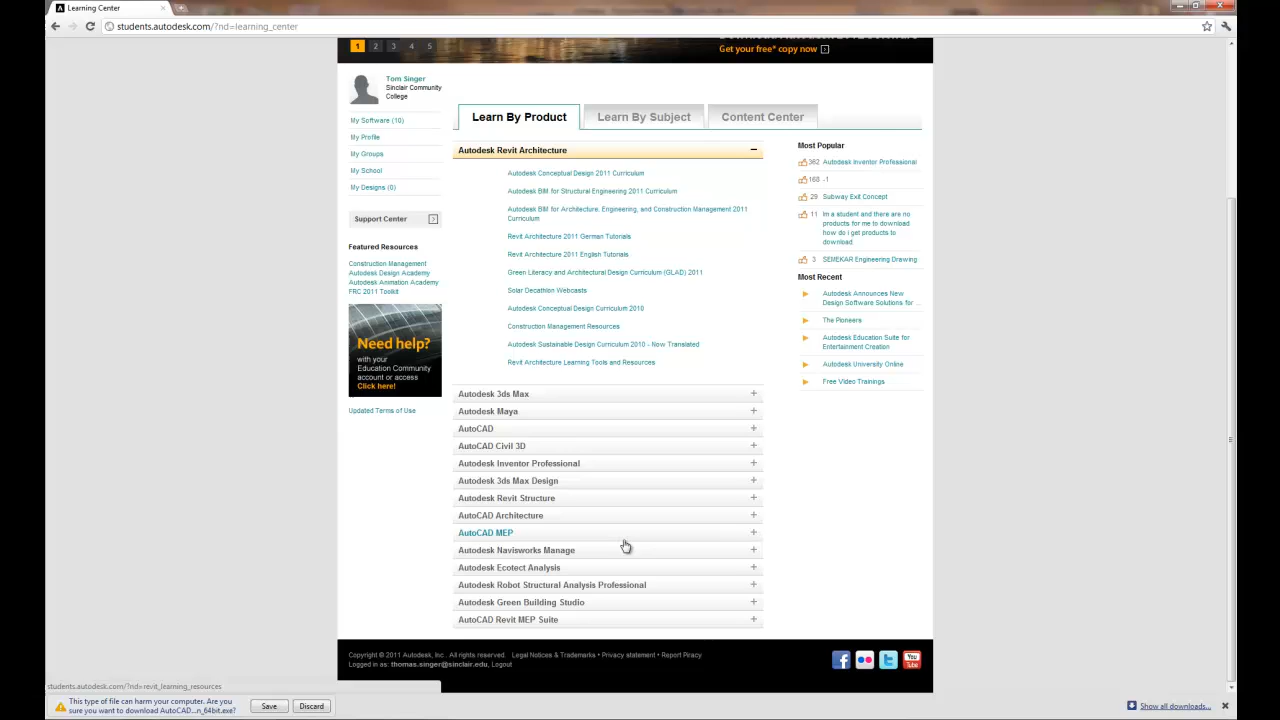 Learning Center
students.autodesk.com/?nd=learning_center
1 2 3 4 5
Get your free* copy now
Tom Singer
Sinclair Community
College
My Software (10)
My Profile
My Groups
My School
My Designs (0)
Support Center
Featured Resources
Construction Management
Autodesk Design Academy
Autodesk Animation Academy
FRC 2011 Toolkit
Need help?
with your
Education Community
account or access
Click here!
Updated Terms of Use
Learn By Product
Learn By Subject
Content Center
Autodesk Revit Architecture
Autodesk Conceptual Design 2011 Curriculum
Autodesk BIM for Structural Engineering 2011 Curriculum
Autodesk BIM for Architecture, Engineering, and Construction Management 2011
Curriculum
Revit Architecture 2011 German Tutorials
Revit Architecture 2011 English Tutorials
Green Literacy and Architectural Design Curriculum (GLAD) 2011
Solar Decathlon Webcasts
Autodesk Conceptual Design Curriculum 2010
Construction Management Resources
Autodesk Sustainable Design Curriculum 2010 - Now Translated
Revit Architecture Learning Tools and Resources
Autodesk 3ds Max
Autodesk Maya
AutoCAD
AutoCAD Civil 3D
Autodesk Inventor Professional
Autodesk 3ds Max Design
Autodesk Revit Structure
AutoCAD Architecture
AutoCAD MEP
Autodesk Navisworks Manage
Autodesk Ecotect Analysis
Autodesk Robot Structural Analysis Professional
Autodesk Green Building Studio
AutoCAD Revit MEP Suite
Most Popular
362 Autodesk Inventor Professional
168 -1
29 Subway Exit Concept
11 Im a student and there are no
products for me to download
how do i get products to
download
3 SEMEKAR Engineering Drawing
Most Recent
Autodesk Announces New
Design Software Solutions for ...
The Pioneers
Autodesk Education Suite for
Entertainment Creation
Autodesk University Online
Free Video Trainings
Copyright © 2011 Autodesk, Inc . All rights reserved. Legal Notices & Trademarks • Privacy statement • Report Piracy
Logged in as: thomas.singer@sinclair.edu, Logout
You
Tube
students.autodesk.com/?nd=revit_learning_resources
This type of file can harm your computer. Are you
sure you want to download AutoCAD...n_64bit.exe?
Save
Discard
Show all downloads...